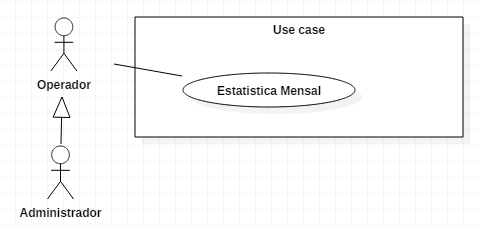 Use case
Operador
Estatistica Mensal
Administrador